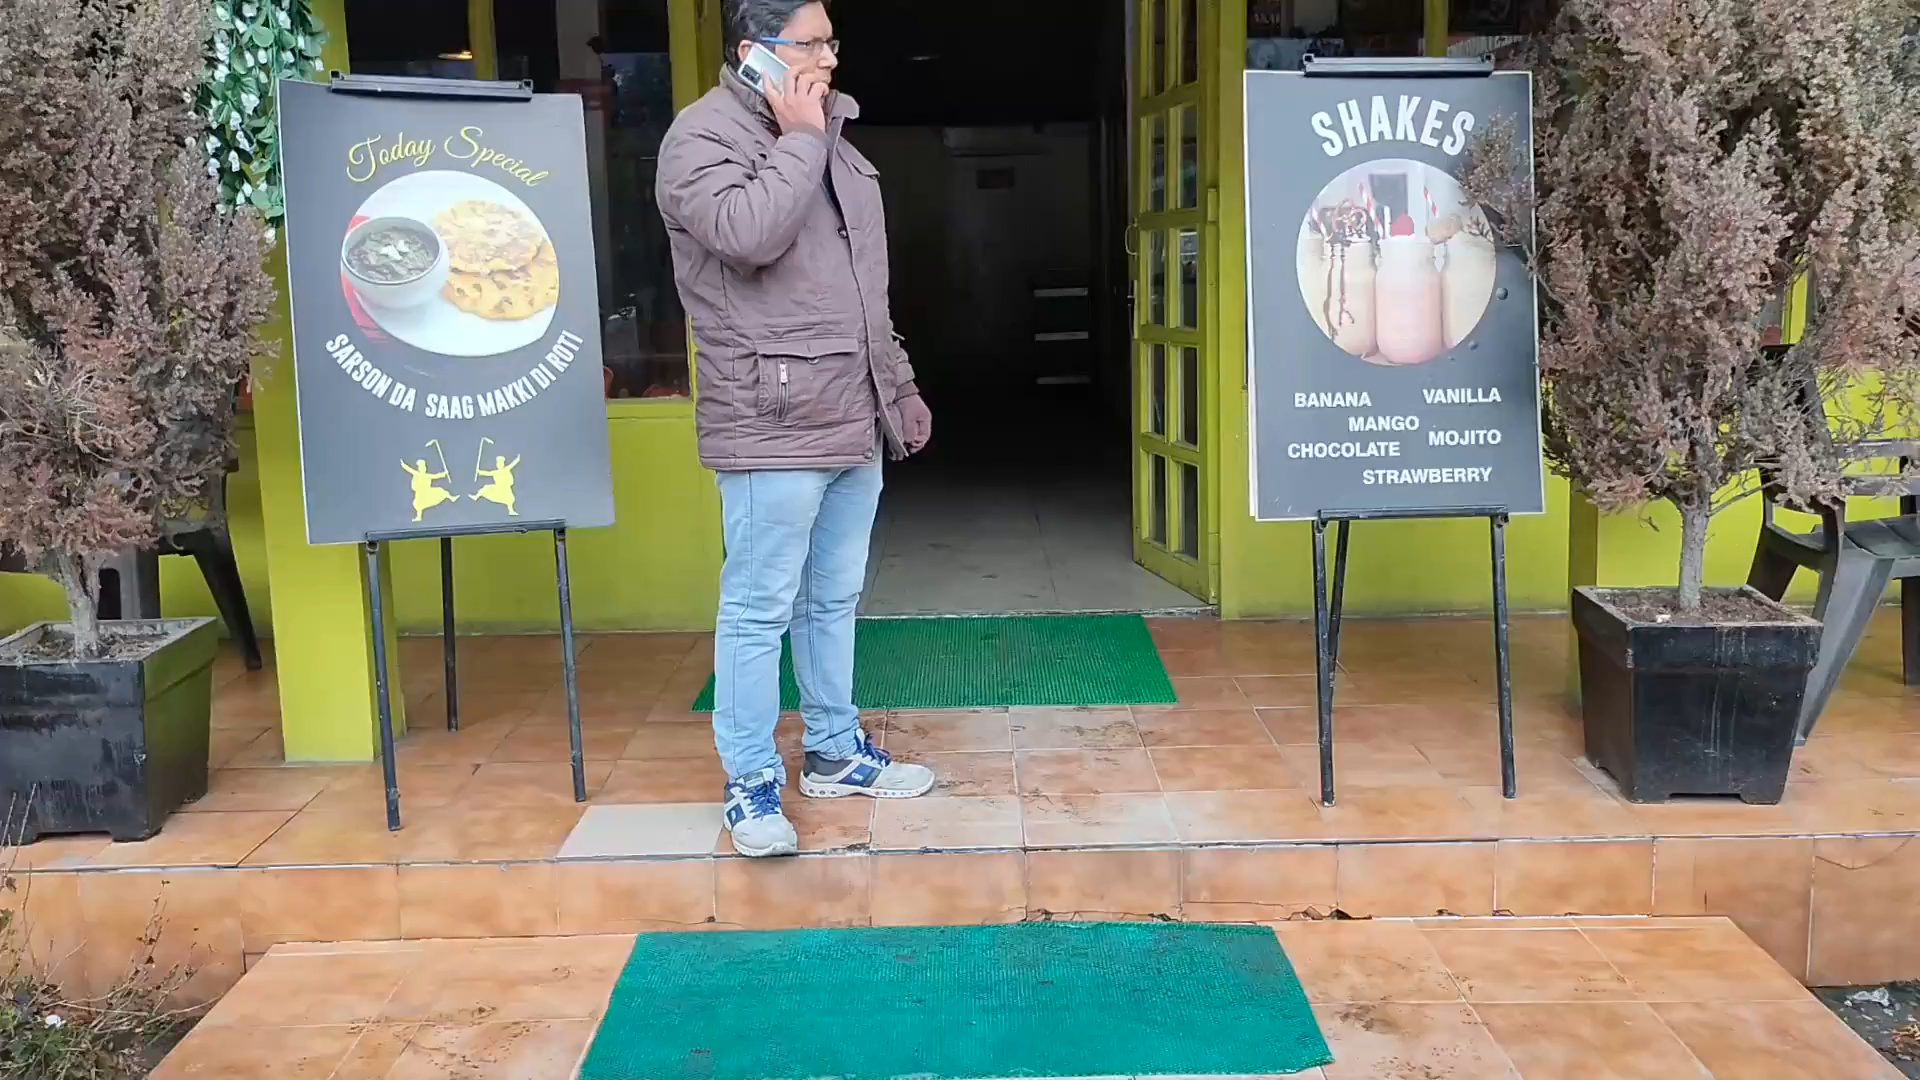 Today Special
SARSON DA SAAG MAKKI DI ROTI
SHAKES
BANANA VANILLA
MANGO
CHOCOLATE MOJITO
STRAWBERRY